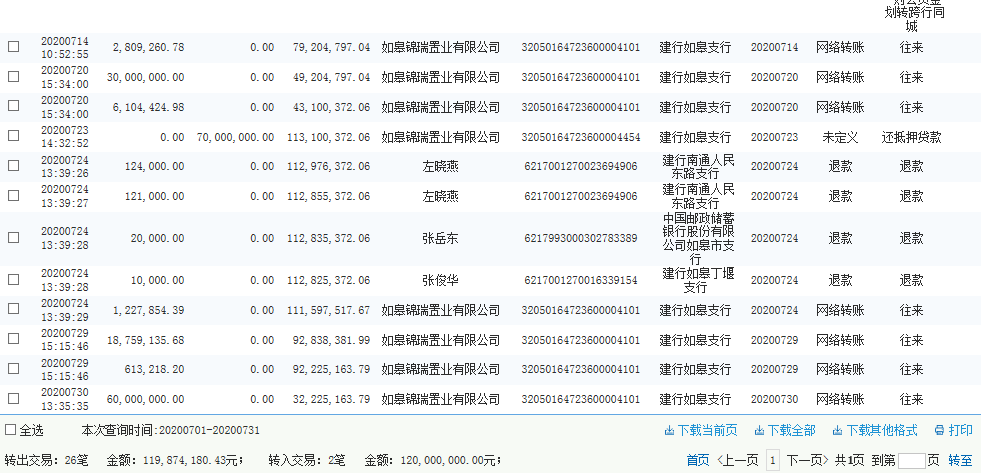 划转跨行同
城
20200714
10:52:55 2,809,260.78 0.00 79,204,797.04 如皋锦瑞置业有限公司 32050164723600004101 建行如皋支行 20200714 网络转账 往来
20200720
15:34:00 30,000,000.00 0.00 49,204,797.04 如皋锦瑞置业有限公司 32050164723600004101 建行如皋支行 20200720 网络转账 往来
20200720
15:34:00 6,104,424.98 0.00 43,100,372.06 如皋锦瑞置业有限公司 32050164723600004101 建行如皋支行 20200720 网络转账 往来
20200723
14:32:52 0.00 70,000,000.00 113,100,372.06 如皋锦瑞置业有限公司 32050164723600004454 建行如皋支行 20200723 未定义 还抵押贷款
20200724
13:39:26 124,000.00 0.00 112,976,372.06 左晓燕 6217001270023694906 建行南通人民
东路支行 20200724 退款 退款
20200724
13:39:27 121,000.00 0.00 112,855,372.06 左晓燕 6217001270023694906 建行南通人民
东路支行 20200724 退款 退款
20200724
13:39:28 20,000.00 0.00 112,835,372.06 张岳东 6217993000302783389 中国邮政储蓄
银行股份有限
公司如皋市支
行 20200724 退款 退款
20200724
13:39:28 10,000.00 0.00 112,825,372.06 张俊华 6217001270016339154 建行如皋丁堰
支行 20200724 退款 退款
20200724
13:39:29 1,227,854.39 0.00 111,597,517.67 如皋锦瑞置业有限公司 32050164723600004101 建行如皋支行 20200724 网络转账 往来
20200729
15:15:46 18,759,135.68 0.00 92,838,381.99 如皋锦瑞置业有限公司 32050164723600004101 建行如皋支行 20200729 网络转账 往来
20200729
15:15:46 613,218.20 0.00 92,225,163.79 如皋锦瑞置业有限公司 32050164723600004101 建行如皋支行 20200729 网络转账 往来
20200730
13:35:35 60,000,000.00 0.00 32,225,163.79 如皋锦瑞置业有限公司 32050164723600004101 建行如皋支行 20200730 网络转账 往来
全选 本次查询时间:20200701-20200731 下载当前页 下载全部 下载其他格式 打印
转出交易：26笔 金额：119,874,180.43元； 转入交易：2笔 金额：120,000,000.00元； 首页 <上一页 1 下一页> 共1页 到第 页 转至